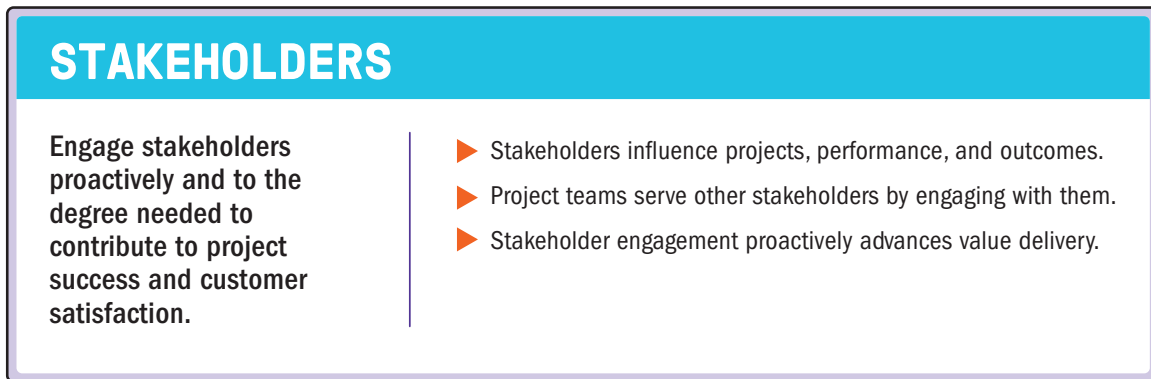 STAKEHOLDERS
Engage stakeholders
proactively and to the
degree needed to
contribute to project
success and customer
satisfaction.
Stakeholders influence projects, performance, and outcomes.
Project teams serve other stakeholders by engaging with them.
Stakeholder engagement proactively advances value delivery.